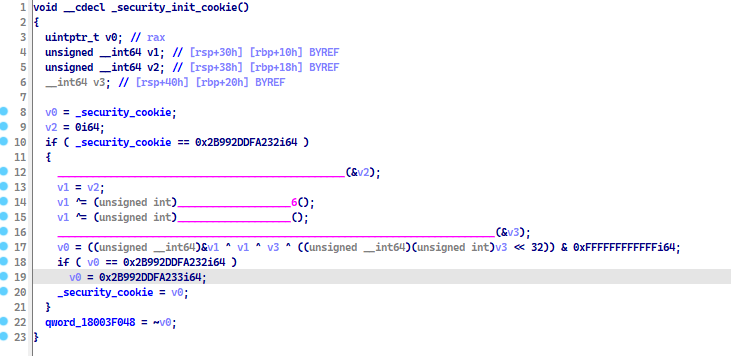 1 void __cdecl _security_init_cookie()
2 {
3 uintptr_t v0; // rax
4 unsigned __int64 v1; // [rsp+30h] [rbp+10h] BYREF
5 unsigned __int64 v2; // [rsp+38h] [rbp+18h] BYREF
6 __int64 v3; // [rsp+40h] [rbp+20h] BYREF
7
8 v0 = _security_cookie;
9 v2 = 0i64;
10 if ( _security_cookie == 0x2B992DDFA232i64 )
11 {
12 ________________________________________________(&v2);
13 v1 = v2;
14 v1 ^= (unsigned int)___________________6();
15 v1 ^= (unsigned int)___________________();
16 _________________________________________________________________________(&v3);
17 v0 = ((unsigned __int64)&v1 ^ v1 ^ v3 ^ ((unsigned __int64)(unsigned int)v3 << 32)) & 0xFFFFFFFFFFFFi64;
18 if ( v0 == 0x2B992DDFA232i64 )
19 v0 = 0x2B992DDFA233i64;
20 _security_cookie = v0;
21 }
22 qword_18003F048 = ~v0;
23 }